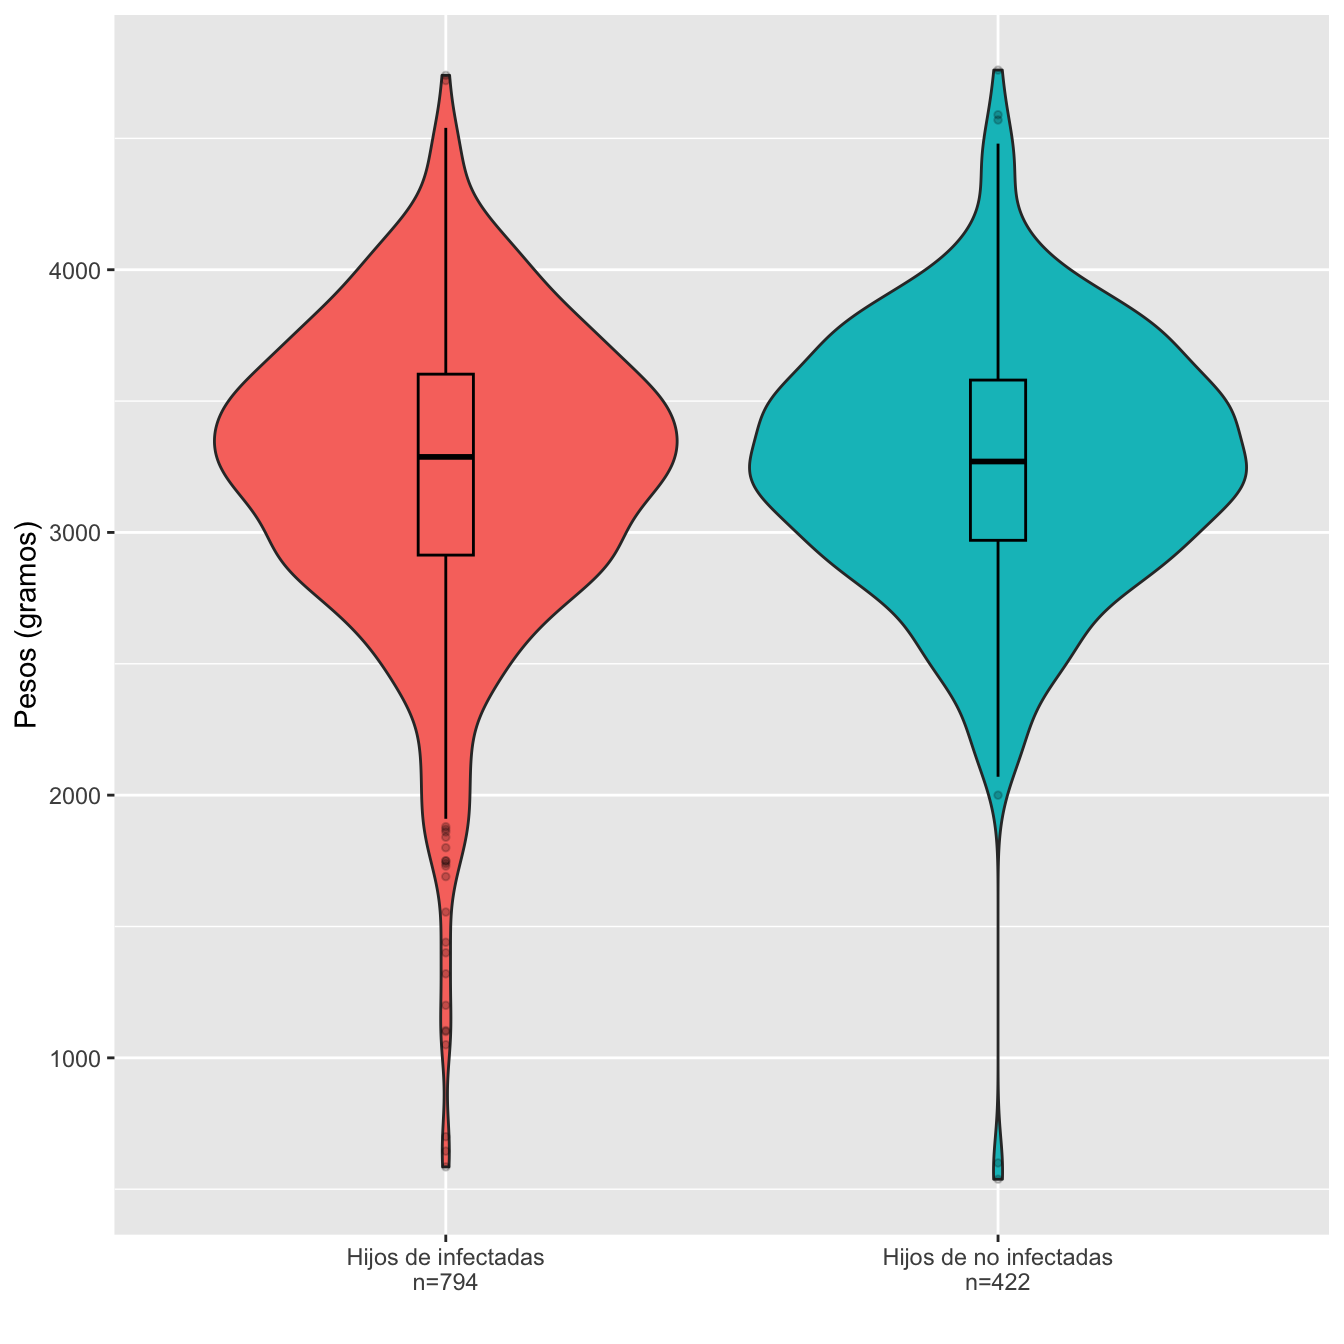 Pesos (gramos)
4000
3000
2000
1000
Hijos de infectadas
n=794
Hijos de no infectadas
n=422